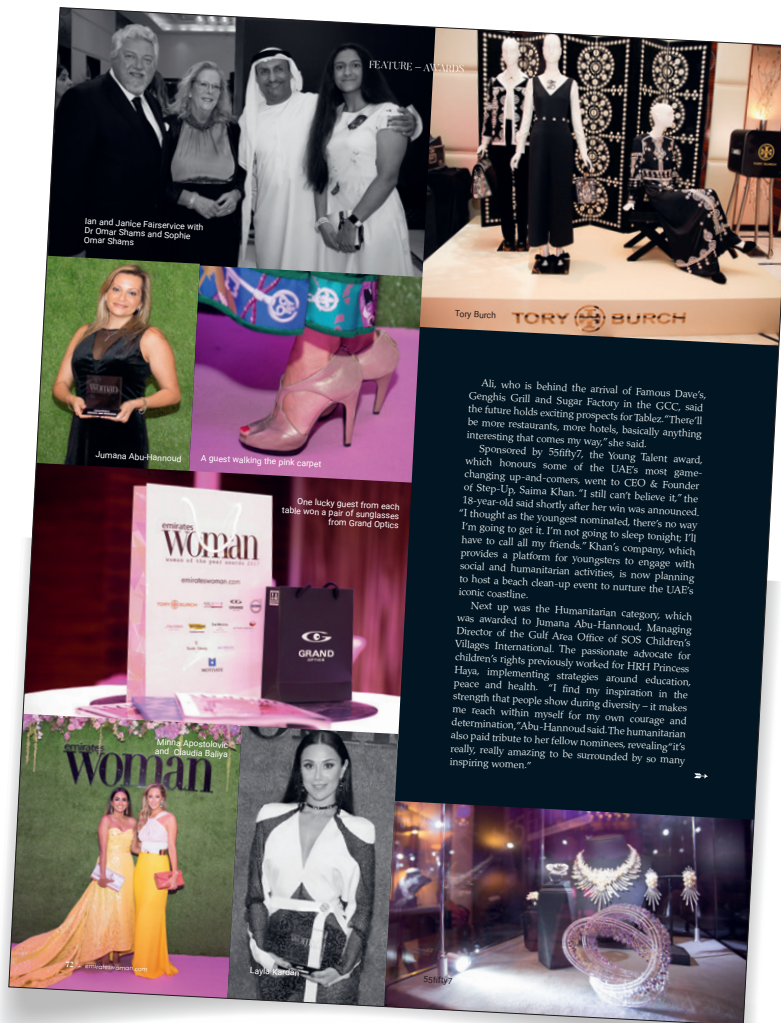 FEATURE – AWARDS
Ian and Janice Fairservice with
Dr Omar Shams and Sophie
Omar Shams
TORY BURCH
Tory Burch
TORY BURCH
Jumana Abu-Hannoud
A guest walking the pink carpet
One lucky guest from each
table won a pair of sunglasses
from Grand Optics
emirates
woman
woman of the year awards 2017
emirateswoman.com
TORY BURCH
GRAND
OPTICS
Ali, who is behind the arrival of Famous Dave’s,
Genghis Grill and Sugar Factory in the GCC, said
the future holds exciting prospects for Tablez. “There’ll
be more restaurants, more hotels, basically anything
interesting that comes my way,” she said.
Sponsored by 55fifty7, the Young Talent award,
which honours some of the UAE’s most game-
changing up-and-comers, went to CEO & Founder
of Step-Up, Saima Khan. “I still can’t believe it,” the
18-year-old said shortly after her win was announced.
“I thought as the youngest nominated, there’s no way
I’m going to get it. I’m not going to sleep tonight; I’ll
have to call all my friends.” Khan’s company, which
provides a platform for youngsters to engage with
social and humanitarian activities, is now planning
to host a beach clean-up event to nurture the UAE’s
iconic coastline.
Next up was the Humanitarian category, which
was awarded to Jumana Abu-Hannoud, Managing
Director of the Gulf Area Office of SOS Children’s
Villages International. The passionate advocate for
children’s rights previously worked for HRH Princess
Haya, implementing strategies around education,
peace and health. “I find my inspiration in the
strength that people show during diversity – it makes
me reach within myself for my own courage and
determination,” Abu-Hannoud said. The humanitarian
also paid tribute to her fellow nominees, revealing “it’s
really, really amazing to be surrounded by so many
inspiring women.”
Minna Apostolovic
and Claudia Baliya
emirates
woman
Layla Kardan
55fifty7
72 – emirateswoman.com